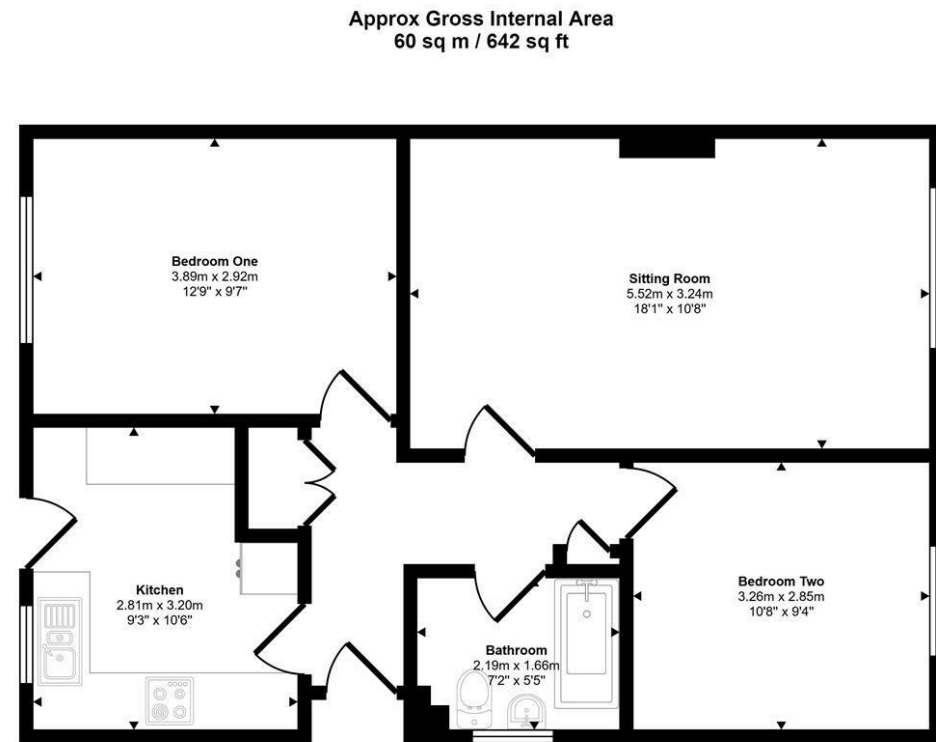 Approx Gross Internal Area
60 sq m / 642 sq ft
Bedroom One
3.89m x 2.92m
12'9" x 9'7"
Sitting Room
5.52m x 3.24m
18'1" x 10'8"
Kitchen
2.81m x 3.20m
9'3" x 10'6"
Bathroom
2.19m x 1.66m
7'2" x 5'5"
Bedroom Two
3.26m x 2.85m
10'8" x 9'4"